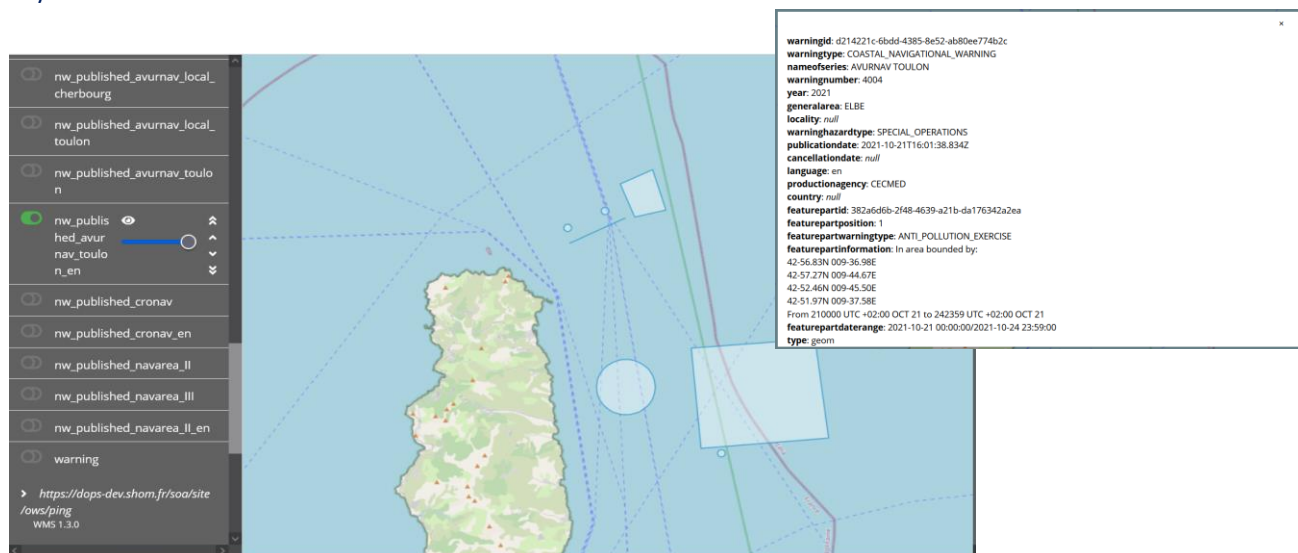 nw_published_avurnav_local_
cherbourg
nw_published_avurnav_local_
toulon
nw_published_avurnav_toulo
n
nw_publis
hed_avur
nav_toulo
n_en
nw_published_cronav
nw_published_cronav_en
nw_published_navarea_II
nw_published_navarea_III
nw_published_navarea_II_en
warning
https://dops-dev.shom.fr/soa/site
/ows/ping
WMS 1.3.0
×
warningid: d214221c-6bdd-4385-8e52-ab80ee774b2c
warningtype: COASTAL_NAVIGATIONAL_WARNING
nameofseries: AVURNAV TOULON
warningnumber: 4004
year: 2021
generalarea: ELBE
locality: null
warninghazardtype: SPECIAL_OPERATIONS
publicationdate: 2021-10-21T16:01:38.834Z
cancellationdate: null
language: en
productionagency: CECMED
country: null
featurepartid: 382a6d6b-2f48-4639-a21b-da176342a2ea
featurepartposition: 1
featurepartwarningtype: ANTI_POLLUTION_EXERCISE
featurepartinformation: In area bounded by:
42-56.83N 009-36.98E
42-57.27N 009-44.67E
42-52.46N 009-45.50E
42-51.97N 009-37.58E
From 210000 UTC +02:00 OCT 21 to 242359 UTC +02:00 OCT 21
featurepartdaterange: 2021-10-21 00:00:00/2021-10-24 23:59:00
type: geom